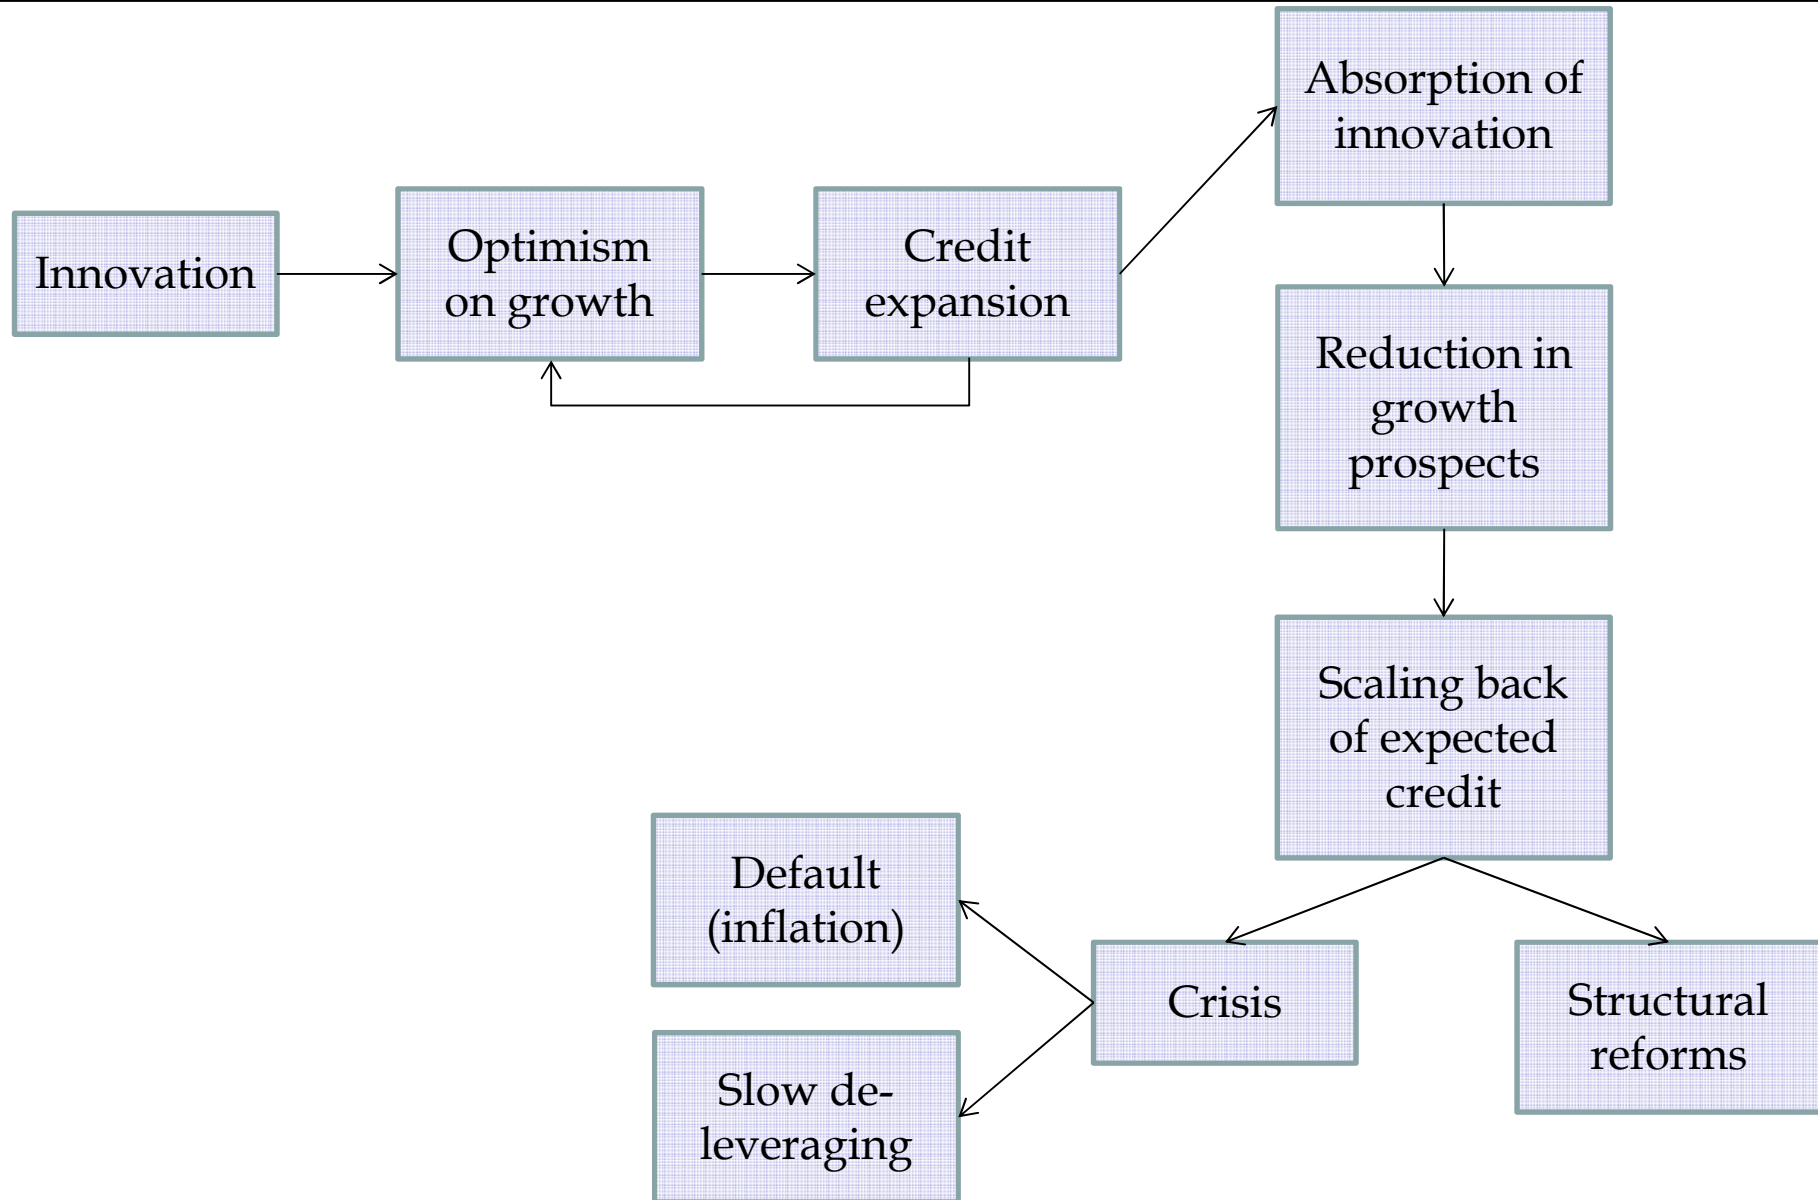 Innovation
Optimism
on growth
Credit
expansion
Absorption of
innovation
Reduction in
growth
prospects
Scaling back
of expected
credit
Crisis
Structural
reforms
Default
(inflation)
Slow de-
leveraging